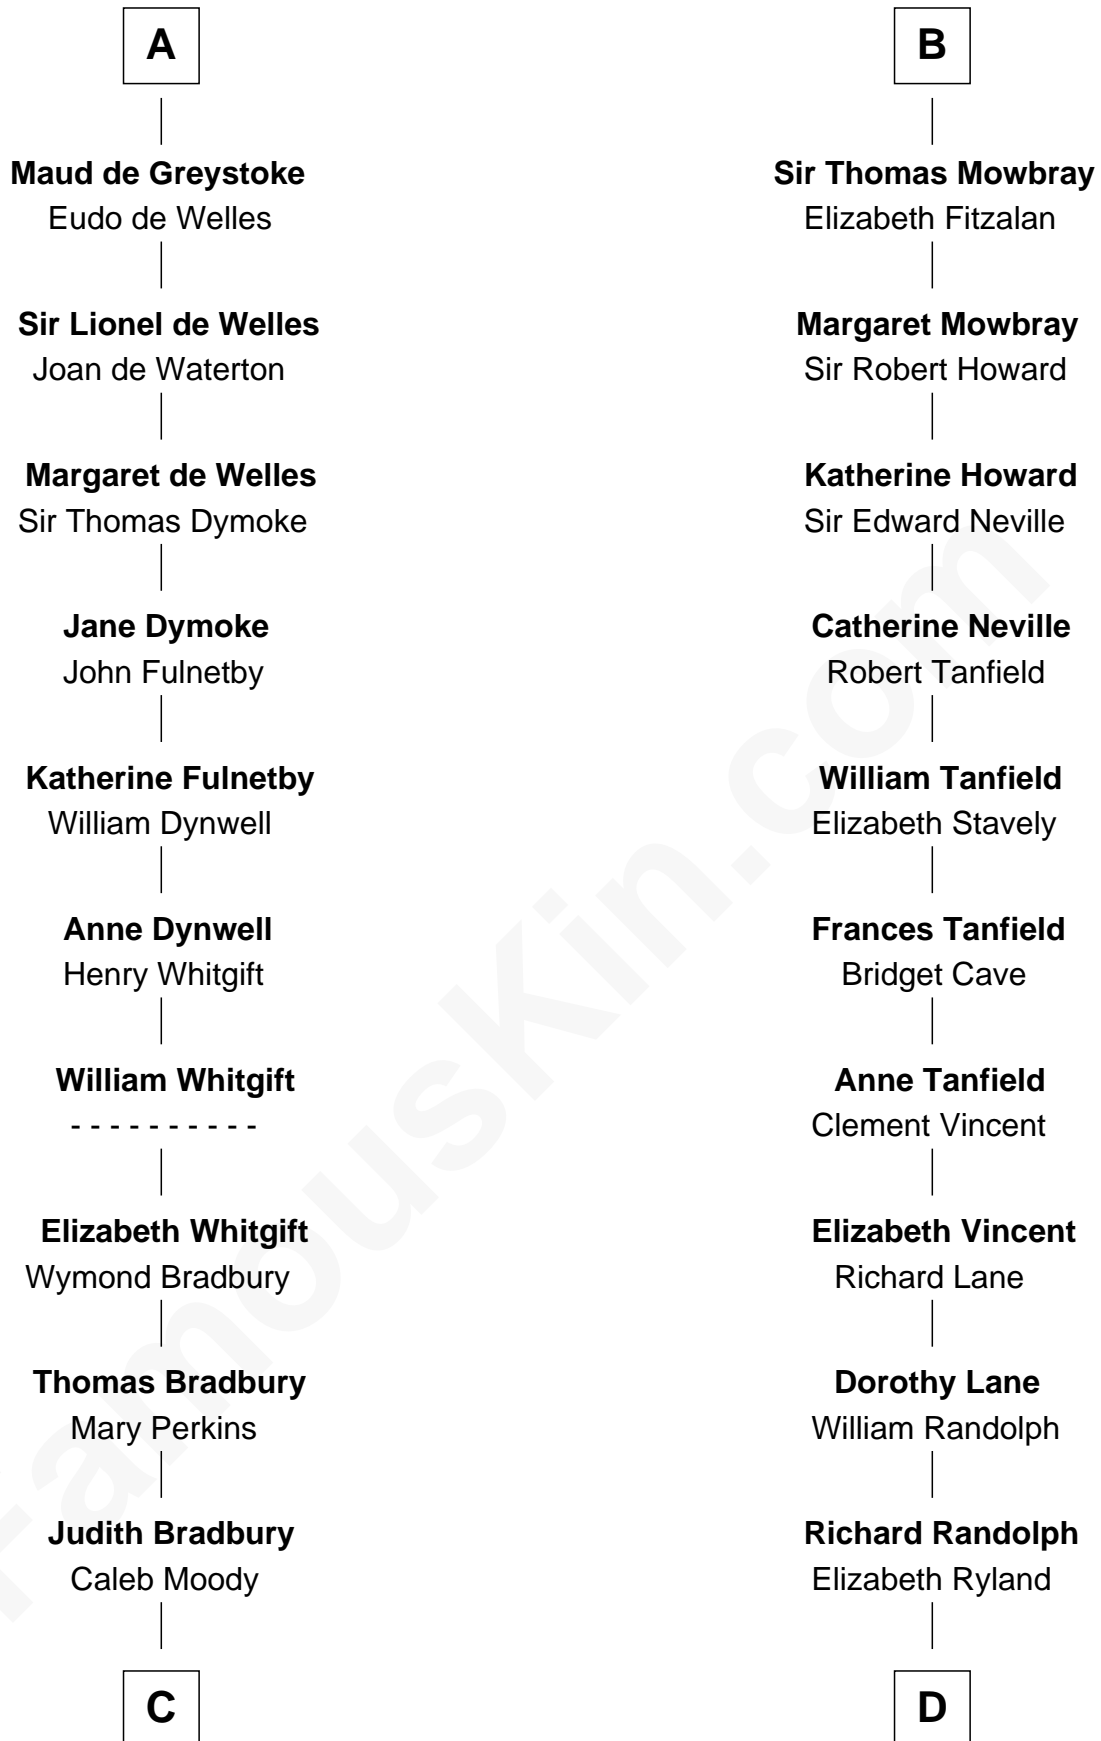 A
Maud de Greystoke
Eudo de Welles
Sir Lionel de Welles
Joan de Waterton
Margaret de Welles
Sir Thomas Dymoke
Jane Dymoke
John Fulnetby
Katherine Fulnetby
William Dynwell
Anne Dynwell
Henry Whitgift
William Whitgift
- - - - - - - - - -
Elizabeth Whitgift
Wymond Bradbury
Thomas Bradbury
Mary Perkins
Judith Bradbury
Caleb Moody
C
B
Sir Thomas Mowbray
Elizabeth Fitzalan
Margaret Mowbray
Sir Robert Howard
Katherine Howard
Sir Edward Neville
Catherine Neville
Robert Tanfield
William Tanfield
Elizabeth Stavely
Frances Tanfield
Bridget Cave
Anne Tanfield
Clement Vincent
Elizabeth Vincent
Richard Lane
Dorothy Lane
William Randolph
Richard Randolph
Elizabeth Ryland
D
FamousKin.com